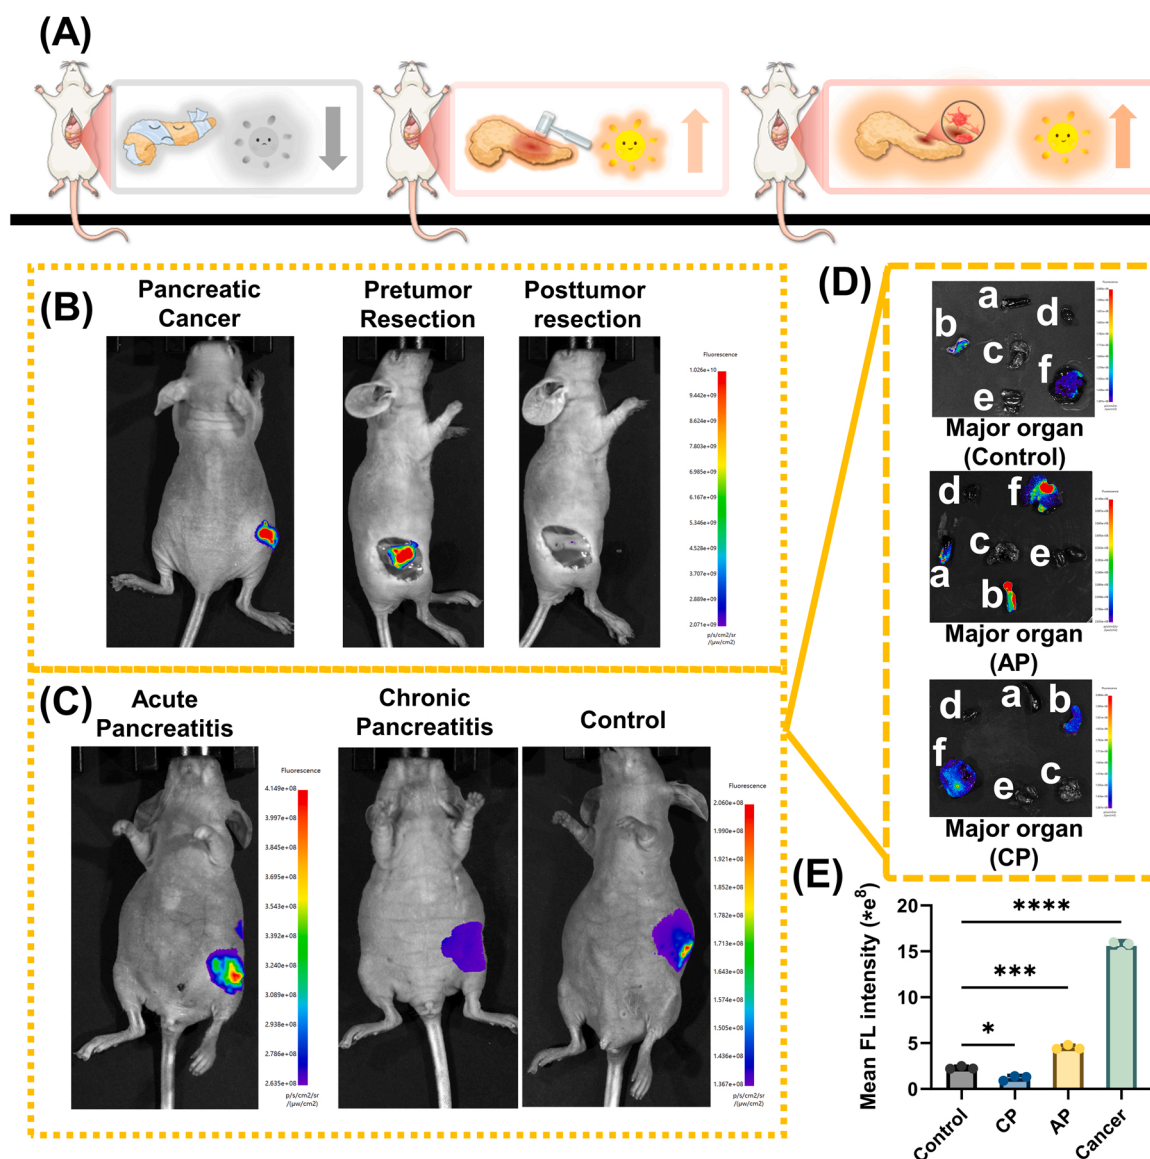 (A)
(B)
Pancreatic
Cancer
Pretumor
Resection
Posttumor
resection
Fluorescence
1.026e+10
9.442e+09
8.624e+09
7.803e+09
6.985e+09
6.167e+09
5.346e+09
4.528e+09
3.707e+09
2.889e+09
2.071e+09
p/s/cm2/sr
/(μw/cm2)
(C)
Acute
Pancreatitis
Chronic
Pancreatitis
Control
Fluorescence
4.149e+08
3.997e+08
3.845e+08
3.693e+08
3.543e+08
3.392e+08
3.240e+08
3.089e+08
2.938e+08
2.786e+08
2.635e+08
p/s/cm2/sr
/(μw/cm2)
Fluorescence
2.060e+08
1.990e+08
1.921e+08
1.852e+08
1.782e+08
1.713e+08
1.644e+08
1.575e+08
1.505e+08
1.436e+08
1.367e+08
p/s/cm2/sr
/(μw/cm2)
(D)
a
d
b
c
f
e
Major organ
(Control)
d
f
c
e
a
b
Major organ
(AP)
a
d
b
f
e
c
Major organ
(CP)
(E)
Mean FL intensity (*e8)
20
15
10
5
0
****
***
*
Control
CP
AP
Cancer